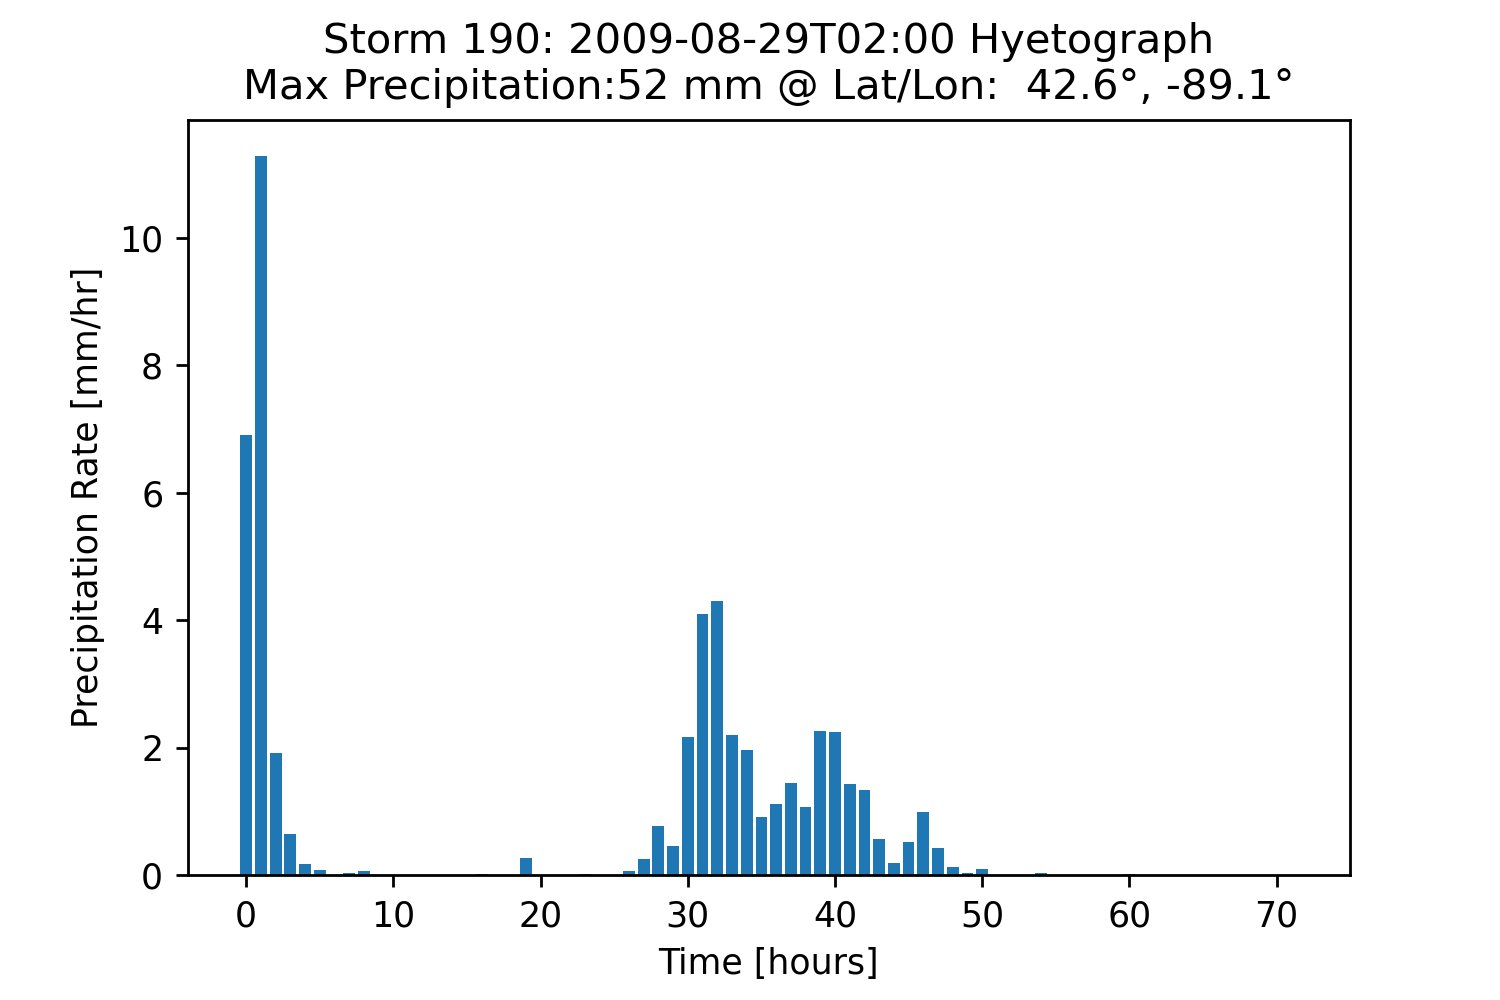 Storm 190: 2009-08-29T02:00 Hyetograph
Max Precipitation:52 mm @ Lat/Lon:  42.6°, -89.1°
Precipitation Rate [mm/hr]
10
8
6
4
2
0
0 10 20 30 40 50 60 70
Time [hours]